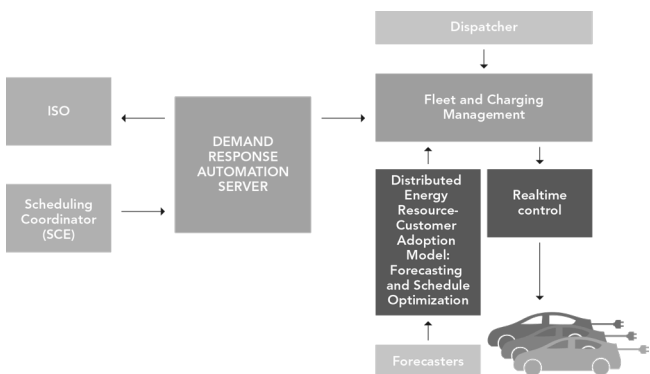 Dispatcher
ISO
Fleet and Charging
Management
DEMAND
RESPONSE
AUTOMATION
SERVER
Scheduling
Coordinator
(SCE)
Distributed
Energy
Resource-
Customer
Adoption
Model:
Forecasting
and Schedule
Optimization
Realtime
control
Forecasters